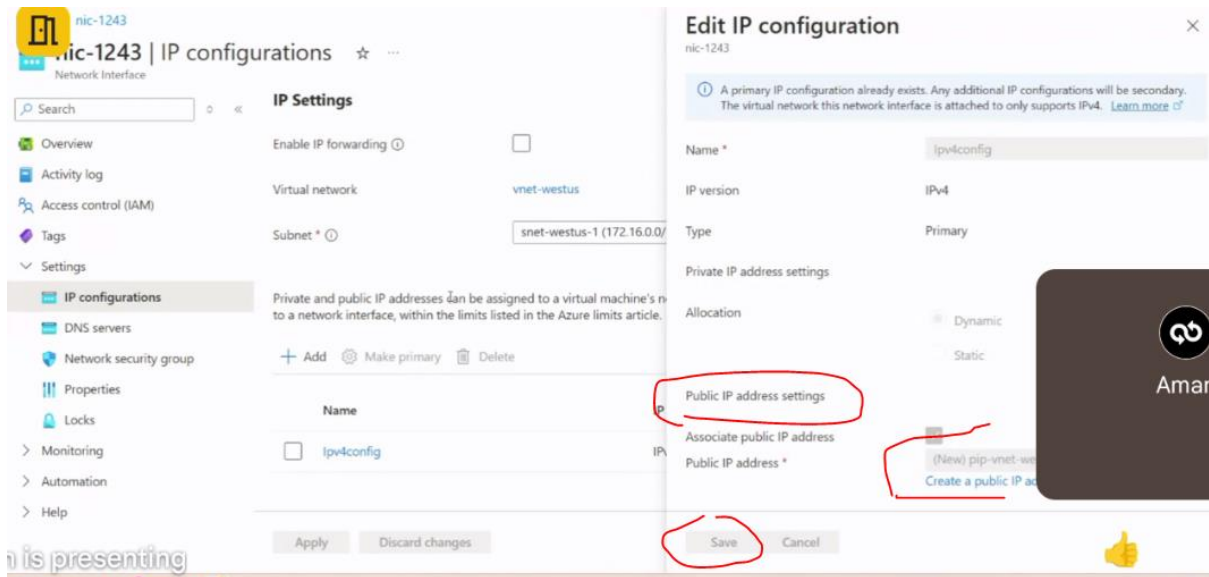 nic-1243
nic-1243 | IP configurations
Network Interface
Search
Overview
Activity log
Access control (IAM)
Tags
Settings
IP configurations
DNS servers
Network security group
Properties
Locks
Monitoring
Automation
Help
IP Settings
Enable IP forwarding
Virtual network
vnet-westus
Subnet *
snet-westus-1 (172.16.0.0/
Private and public IP addresses can be assigned to a virtual machine's n
to a network interface, within the limits listed in the Azure limits article.
Add
Make primary
Delete
Name
IP
Ipv4config
IPv
Apply
Discard changes
Edit IP configuration
nic-1243
A primary IP configuration already exists. Any additional IP configurations will be secondary.
The virtual network this network interface is attached to only supports IPv4. Learn more
Name *
Ipv4config
IP version
IPv4
Type
Primary
Private IP address settings
Allocation
Dynamic
Static
Public IP address settings
Associate public IP address
Public IP address *
(New) pip-vnet-we
Create a public IP ad
Save
Cancel
Amar
n is presenting